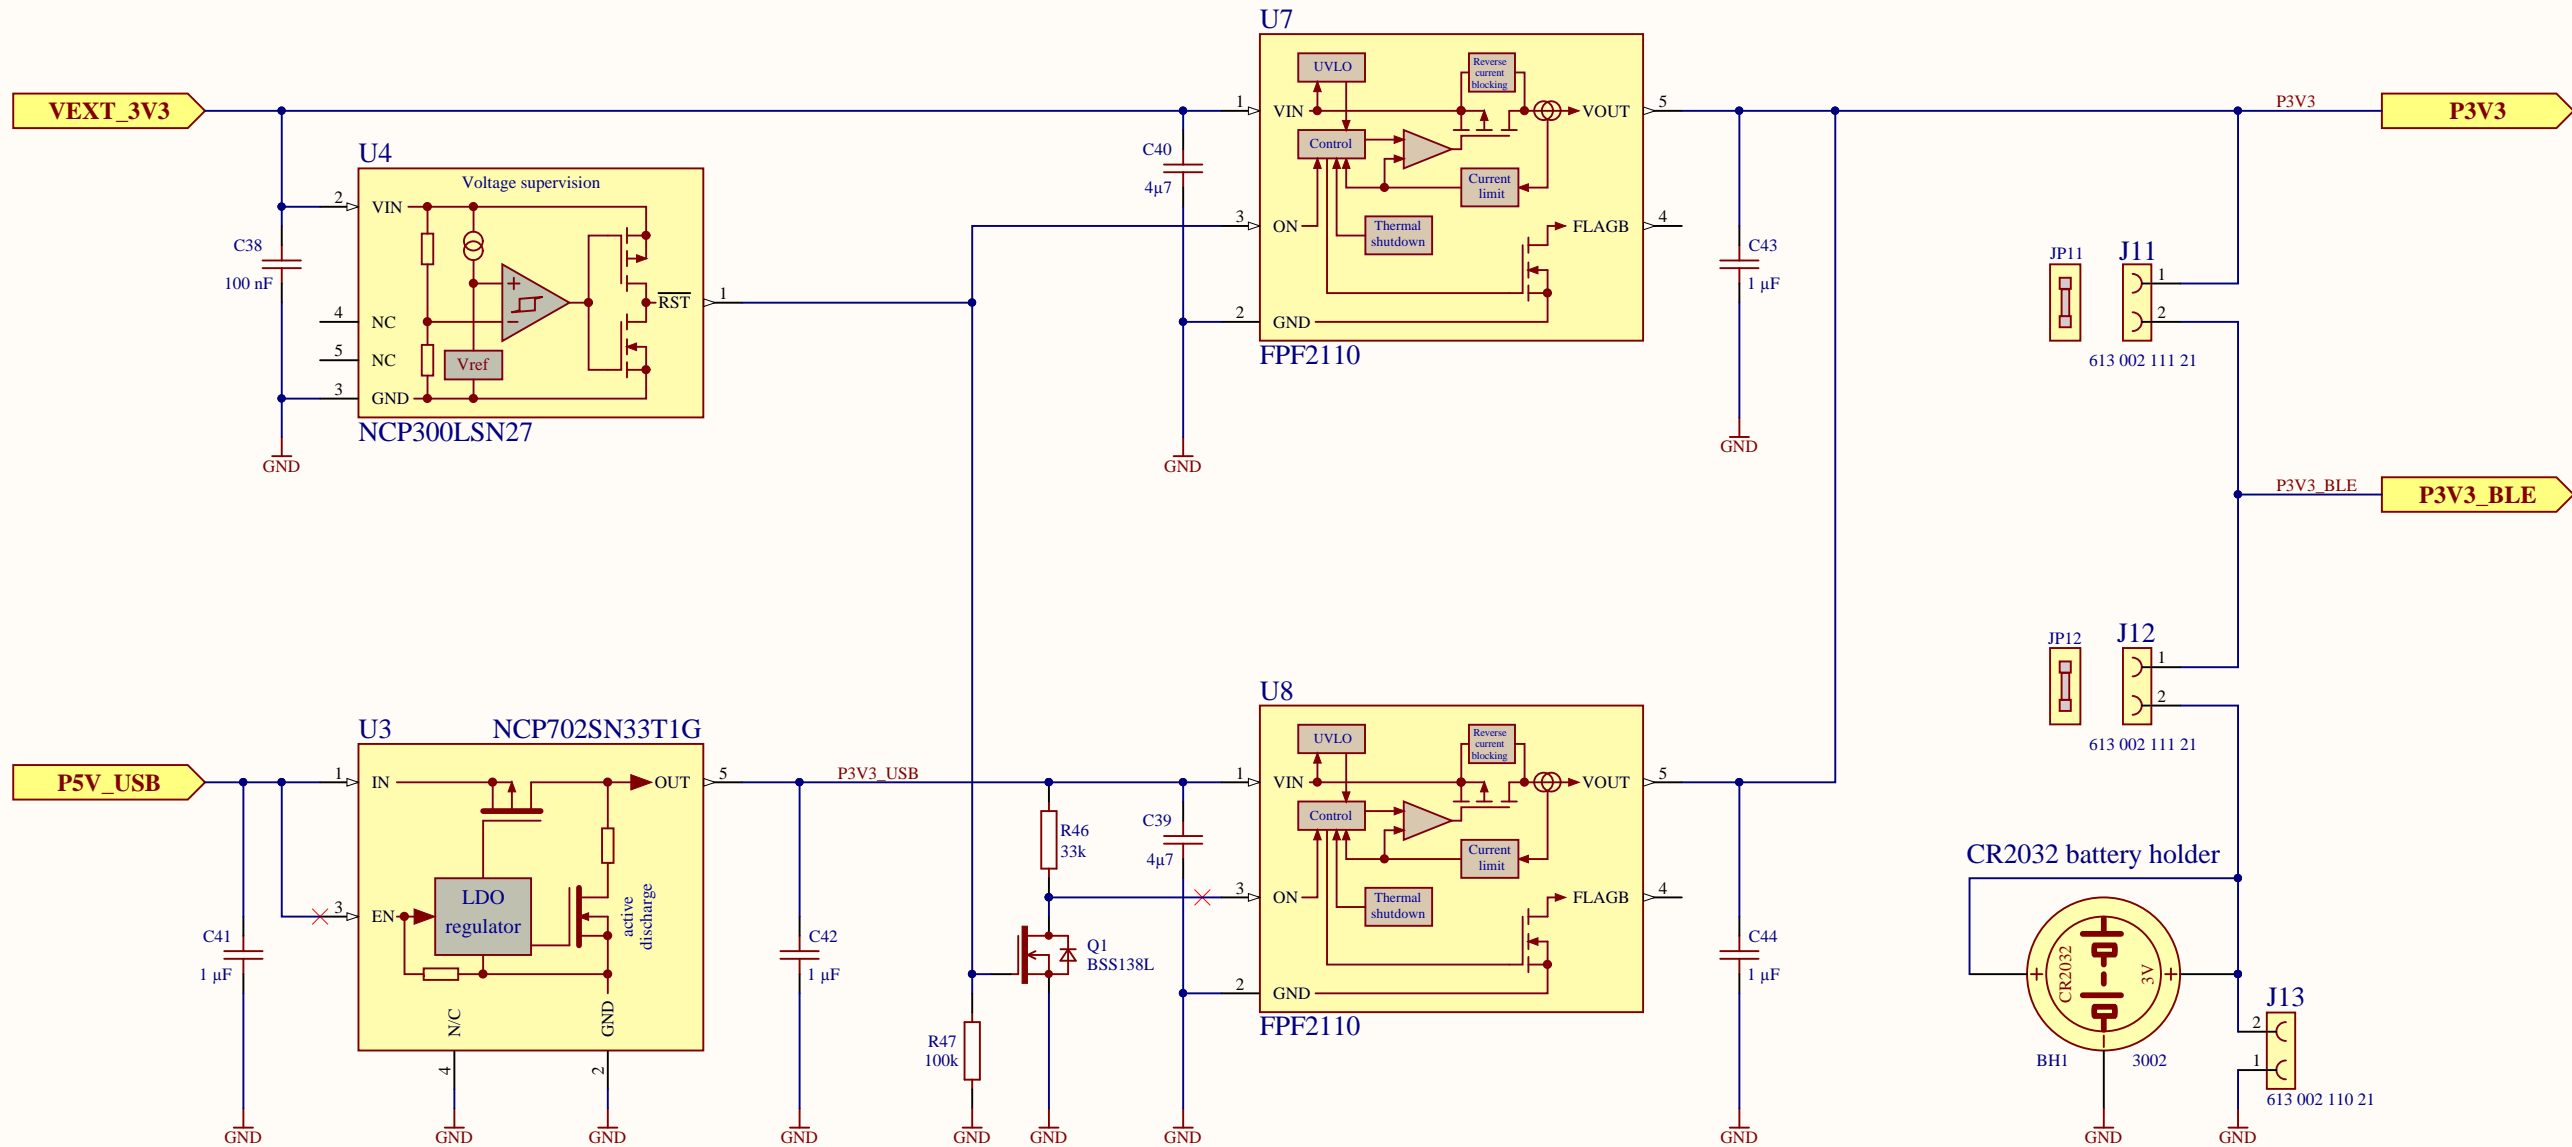 U7
VEXT_3V3
1
VIN
UVLO
Reverse
current
blocking
VOUT
5
P3V3
P3V3
Control
Current
limit
3
ON
Thermal
shutdown
FLAGB
4
2
GND
FPF2110
C40
4µ7
GND
C43
1 µF
GND
U4
Voltage supervision
2
VIN
C38
100 nF
4
NC
5
NC
3
GND
Vref
+
−
RST
1
NCP300LSN27
GND
JP11
J11
1
2
613 002 111 21
P3V3_BLE
P3V3_BLE
JP12
J12
1
2
613 002 111 21
U3
NCP702SN33T1G
P5V_USB
1
IN
OUT
5
P3V3_USB
3
EN
LDO
regulator
active
discharge
N/C
GND
4
2
GND
GND
C41
1 µF
GND
C42
1 µF
GND
R46
33k
C39
4µ7
Q1
BSS138L
R47
100k
GND
GND
GND
U8
1
VIN
UVLO
Reverse
current
blocking
VOUT
5
Control
Current
limit
3
ON
Thermal
shutdown
FLAGB
4
2
GND
FPF2110
C44
1 µF
GND
CR2032 battery holder
+
CR2032
3V
+
BH1
3002
GND
J13
2
1
613 002 110 21
GND